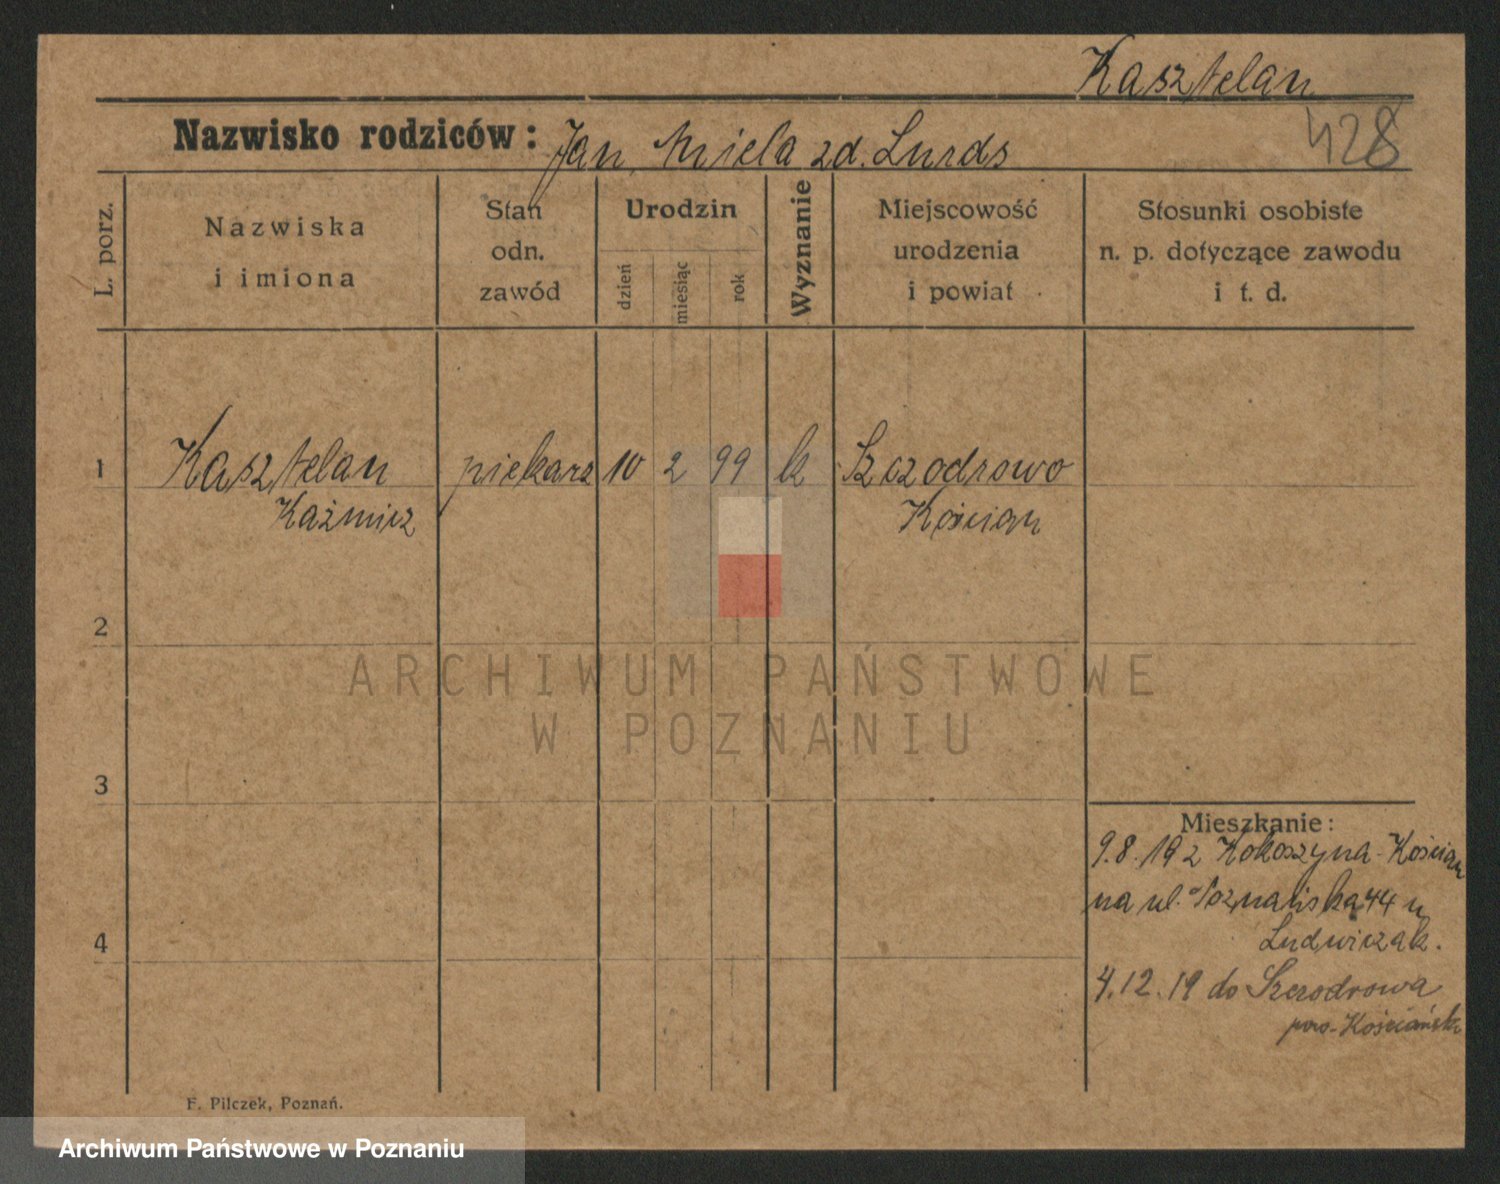 Kasztelan
Nazwisko rodziców: Jan, Aniela zd. Lurds
428
L. porz.
Nazwiska
i imiona
Stan
odn.
zawód
Urodzin
dzień
miesiąc
rok
Wyznanie
Miejscowość
urodzenia
i powiat
Stosunki osobiste
n. p. dotyczące zawodu
i t. d.
1 Kasztelan piekarz 10 2 99 k Szczodrowo
Kaźmierz Kościan
2
ARCHIWUM PAŃSTWOWE
W POZNANIU
3
Mieszkanie:
9.8.19 z Kokorzyna-Kościan
na ul. Poznańska 44 u
Ludwiczak.
4
4.12.19 do Szczodrowa
pow-Kościański
F. Pilczek, Poznań.
Archiwum Państwowe w Poznaniu